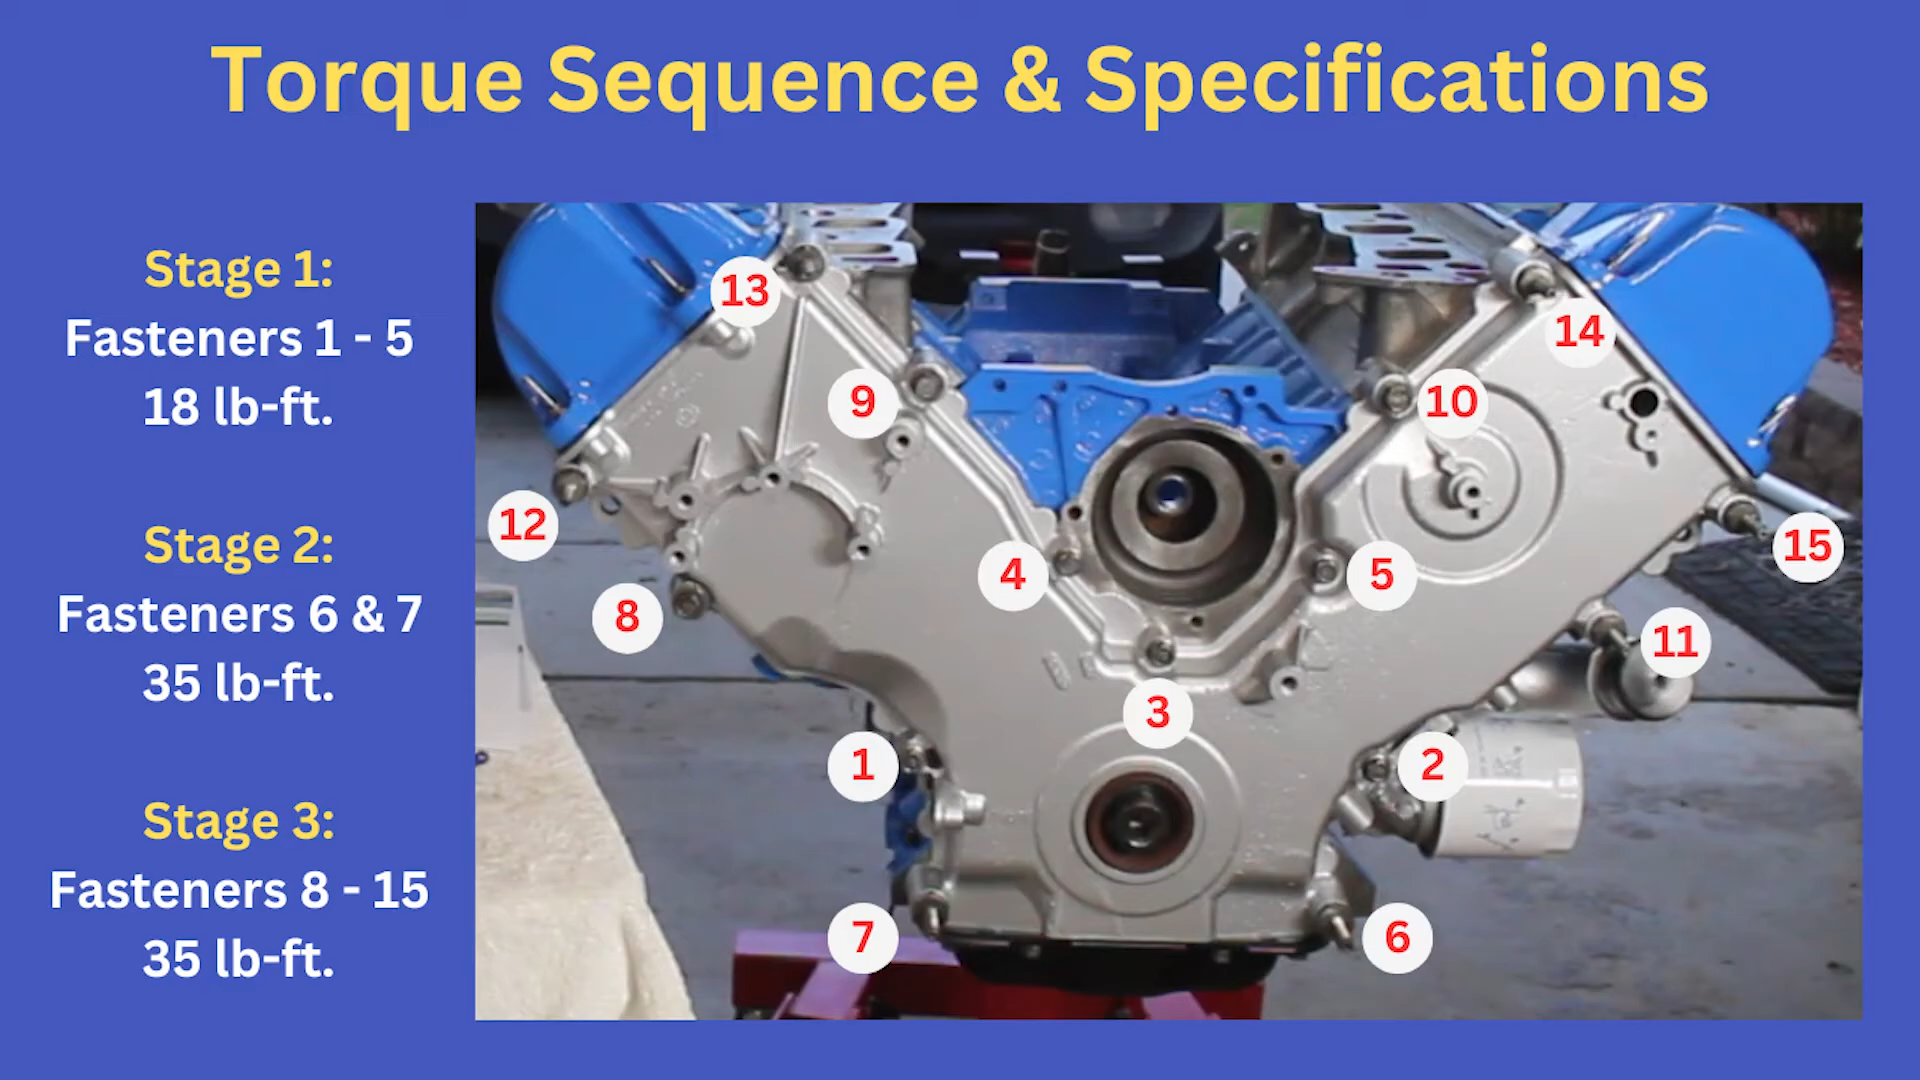 Torque Sequence & Specifications
Stage 1:
Fasteners 1 - 5
18 lb-ft.
Stage 2:
Fasteners 6 & 7
35 lb-ft.
Stage 3:
Fasteners 8 - 15
35 lb-ft.
13
14
9
10
12
4
5
15
8
11
3
1
2
7
6